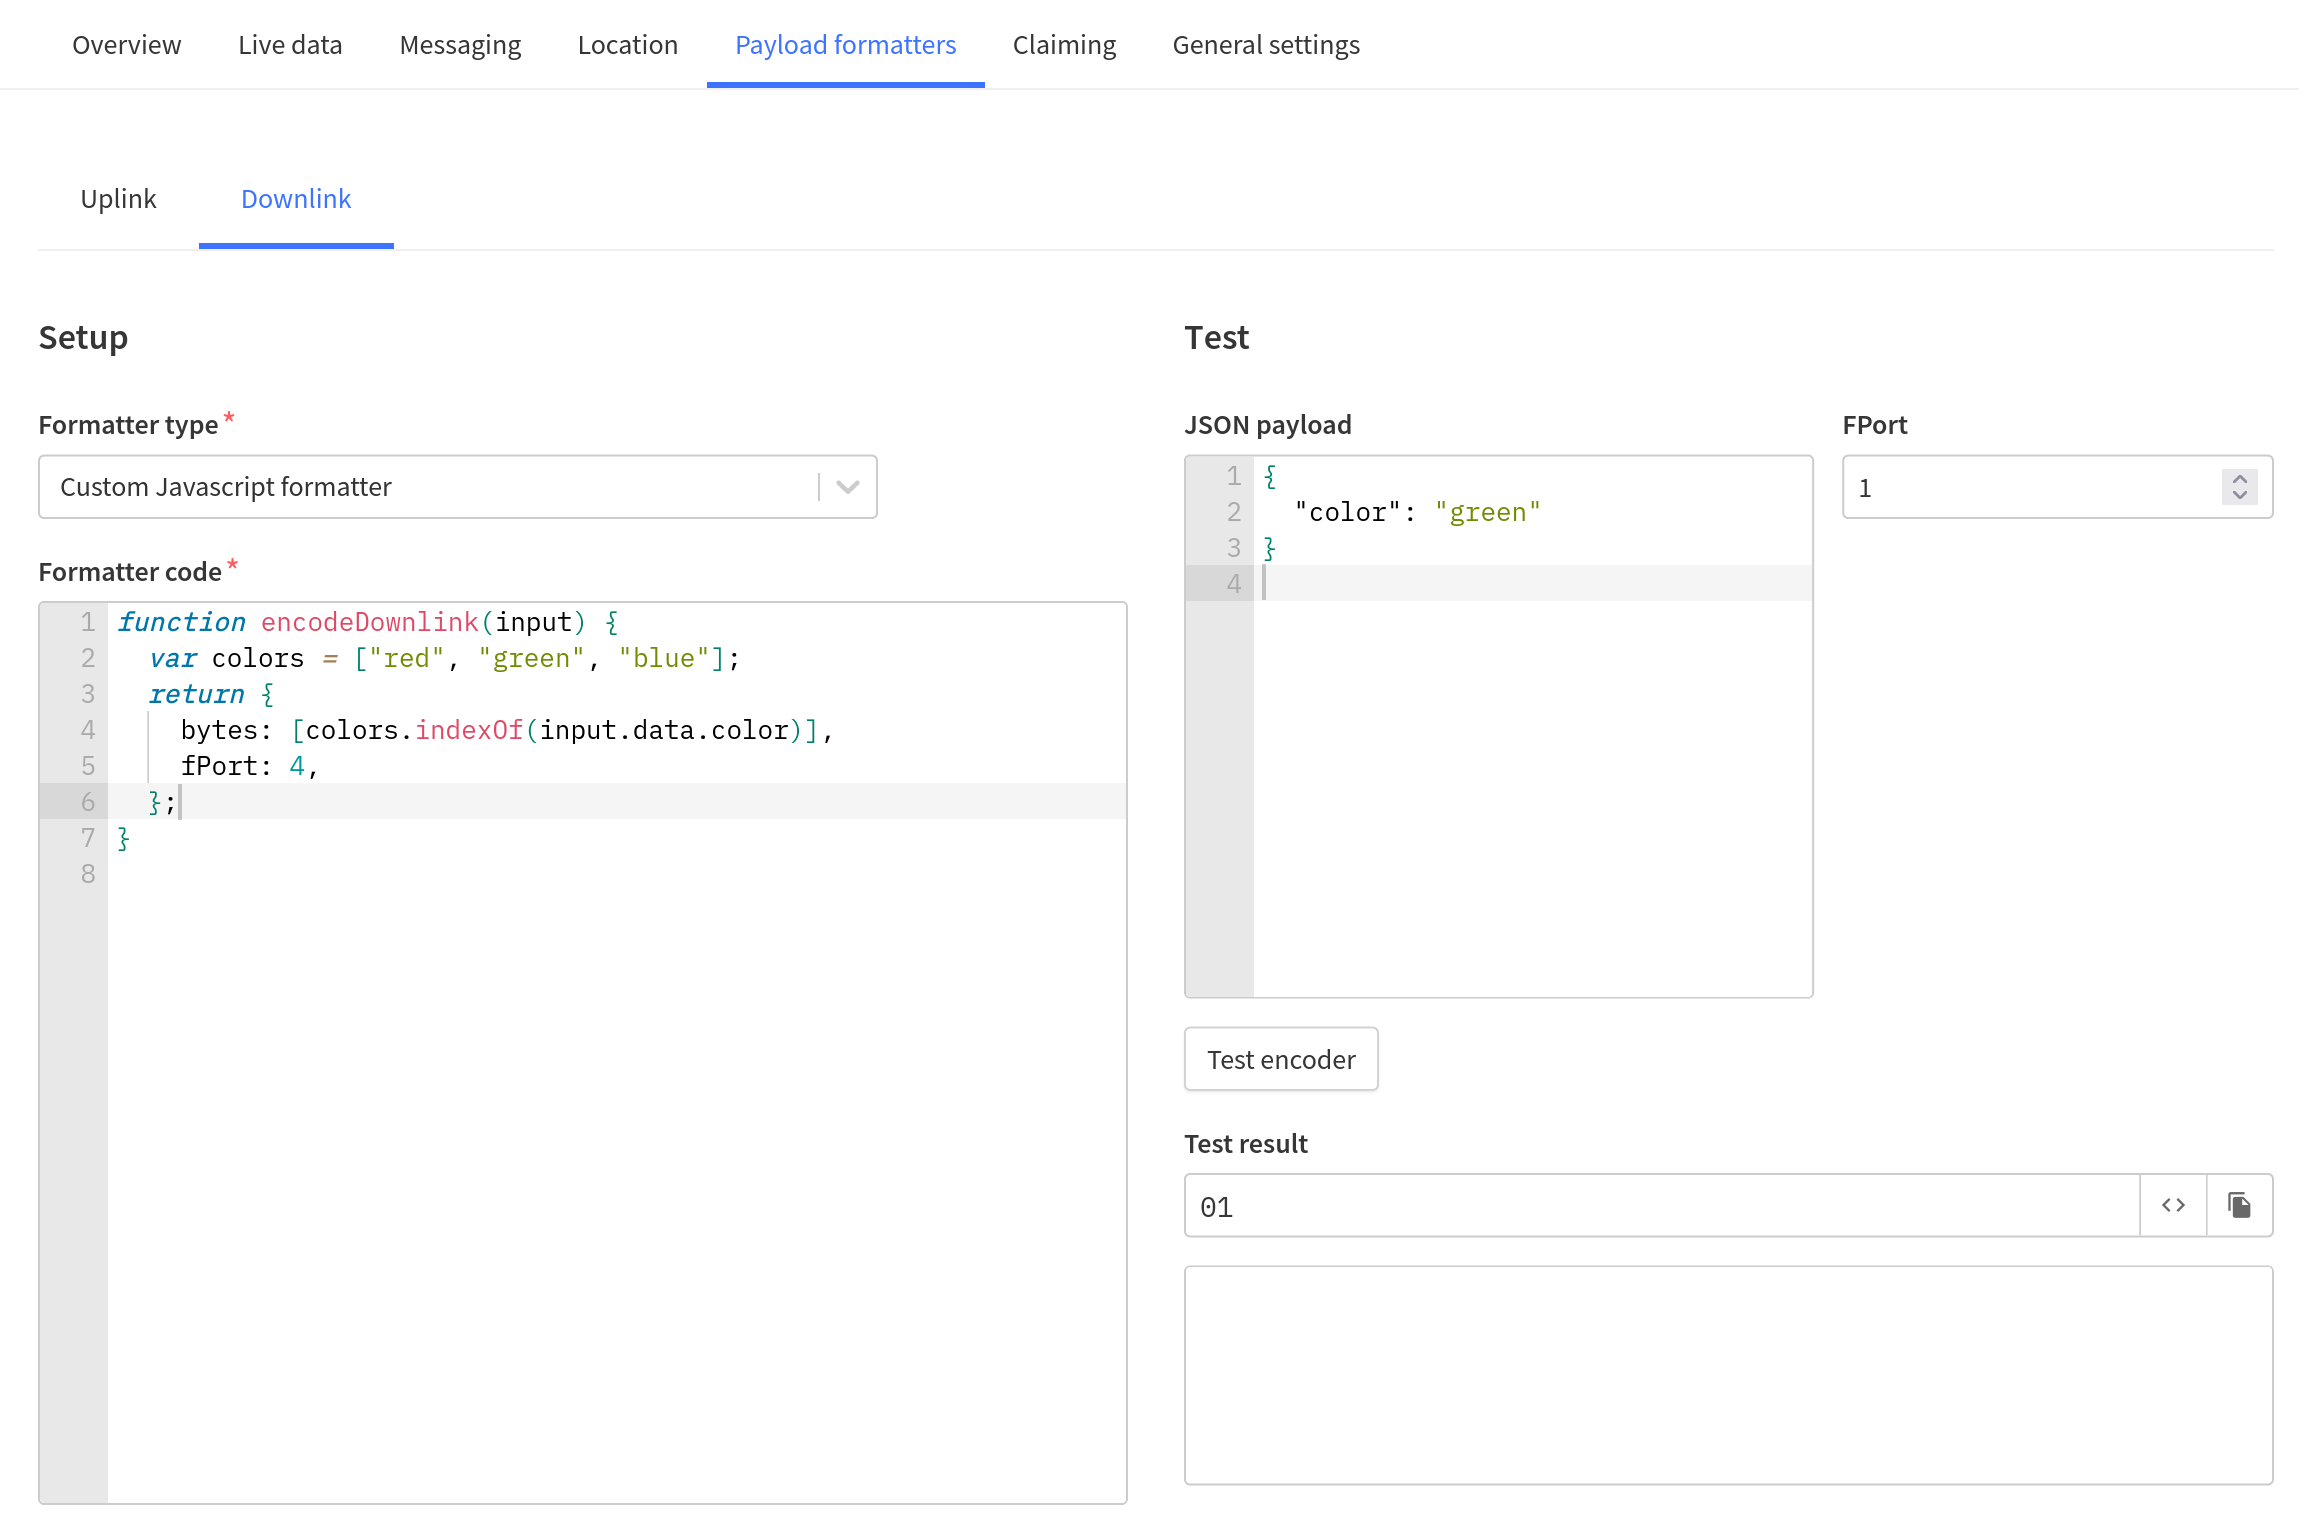 Overview Live data Messaging Location Payload formatters Claiming General settings
Uplink Downlink
Setup
Formatter type *
Custom Javascript formatter
Formatter code *
1 function encodeDownlink(input) {
2   var colors = ["red", "green", "blue"];
3   return {
4     bytes: [colors.indexOf(input.data.color)],
5     fPort: 4,
6   };
7 }
8
Test
JSON payload
1 {
2   "color": "green"
3 }
4
FPort
1
Test encoder
Test result
01